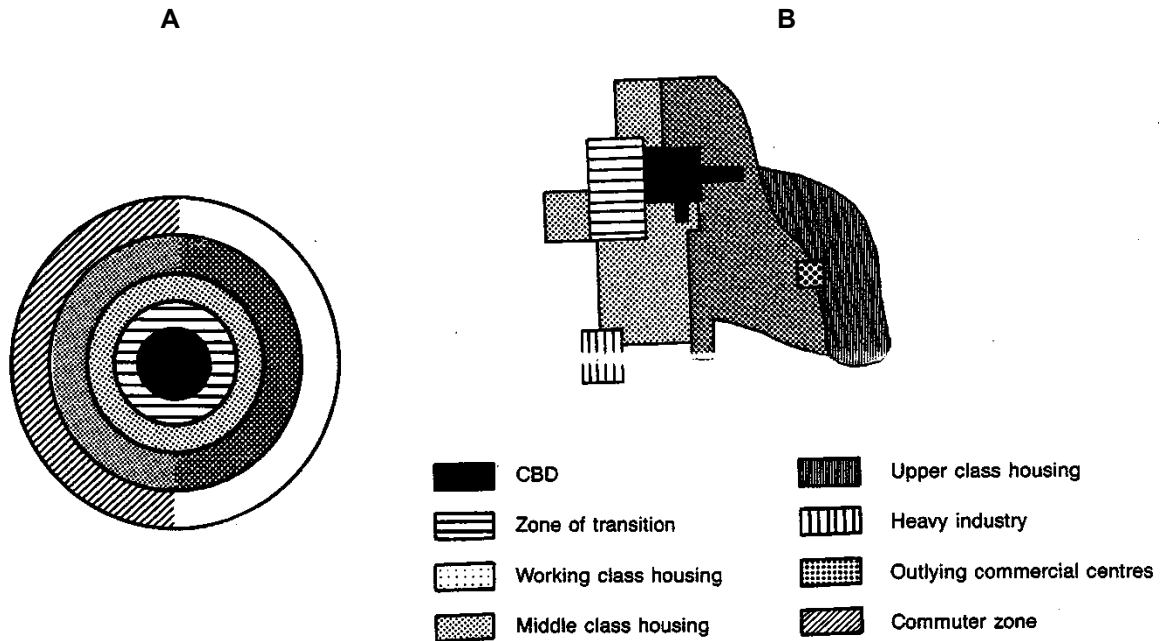 A
B
CBD
Zone of transition
Working class housing
Middle class housing
Upper class housing
Heavy industry
Outlying commercial centres
Commuter zone